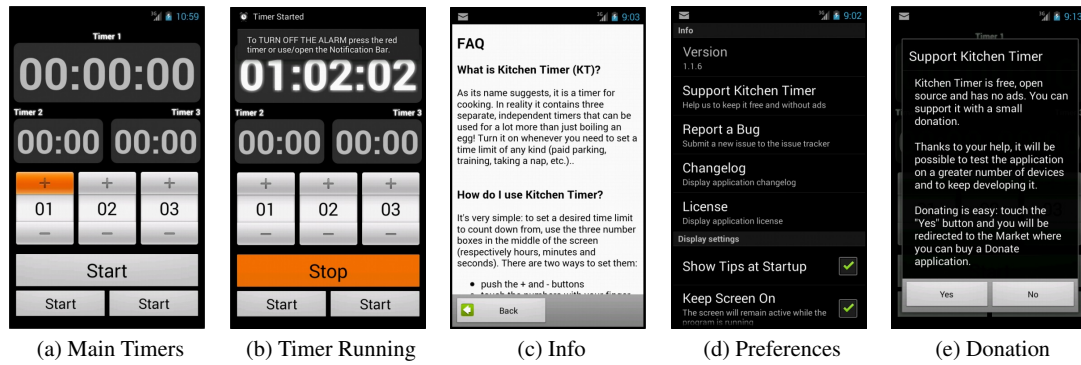 10:59
Timer 1
00:00:00
Timer 2 Timer 3
00:00 00:00
+ + +
01 02 03
– – –
Start
Start Start
(a) Main Timers
Timer Started
To TURN OFF THE ALARM press the red
timer or use/open the Notification Bar.
01:02:02
Timer 2 Timer 3
00:00 00:00
+ + +
01 02 03
– – –
Stop
Start Start
(b) Timer Running
3G 9:03
FAQ
What is Kitchen Timer (KT)?
As its name suggests, it is a timer for
cooking. In reality it contains three
separate, independent timers that can be
used for a lot more than just boiling an
egg! Turn it on whenever you need to set a
time limit of any kind (paid parking,
training, taking a nap, etc.)..
How do I use Kitchen Timer?
It's very simple: to set a desired time limit
to count down from, use the three number
boxes in the middle of the screen
(respectively hours, minutes and
seconds). There are two ways to set them:
● push the + and - buttons
● touch the numbers with your finger
Back
(c) Info
3G 9:02
Info
Version
1.1.6
Support Kitchen Timer
Help us to keep it free and without ads
Report a Bug
Submit a new issue to the issue tracker
Changelog
Display application changelog
License
Display application license
Display settings
Show Tips at Startup
Keep Screen On
The screen will remain active while the
program is running
(d) Preferences
3G 9:13
Timer 1
Support Kitchen Timer
Kitchen Timer is free, open
source and has no ads. You can
support it with a small
donation.
Thanks to your help, it will be
possible to test the application
on a greater number of devices
and to keep developing it.
Donating is easy: touch the
"Yes" button and you will be
redirected to the Market where
you can buy a Donate
application.
Yes No
(e) Donation